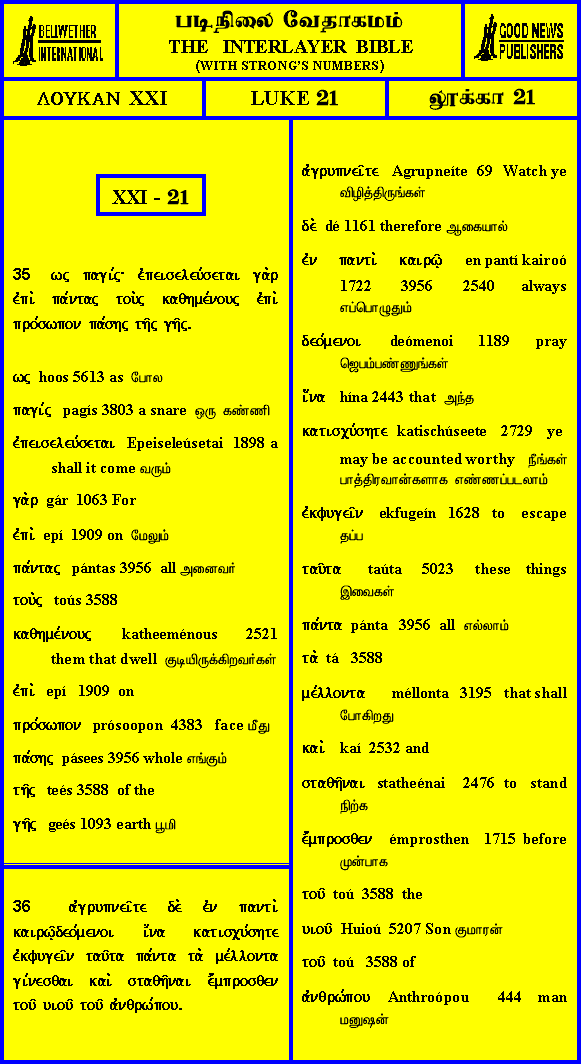 BELLWETHER
INTERNATIONAL
படிநிலை வேதாகமம்
THE INTERLAYER BIBLE
(WITH STRONG'S NUMBERS)
GOOD NEWS
PUBLISHERS
ΛΟΥΚΑΝ XXI
LUKE 21
லூக்கா 21
XXI - 21
35 ως παγίς· ἐπεισελεύσεται γὰρ
ἐπὶ πάντας τοὺς καθημένους ἐπὶ
πρόσωπον πάσης τῆς γῆς.
ως hoos 5613 as போல
παγίς pagís 3803 a snare ஒரு கண்ணி
ἐπεισελεύσεται Epeiseleúsetai 1898 a
shall it come வரும்
γὰρ gár 1063 For
ἐπὶ epí 1909 on மேலும்
πάντας pántas 3956 all அனைவர்
τοὺς toús 3588
καθημένους katheeménous 2521
them that dwell குடியிருக்கிறவர்கள்
ἐπὶ epí 1909 on
πρόσωπον prósoopon 4383 face மீது
πάσης pásees 3956 whole எங்கும்
τῆς teés 3588 of the
γῆς geés 1093 earth பூமி
36 ἀγρυπνεῖτε δὲ ἐν παντὶ
καιρῷδεόμενοι ἵνα κατισχύσητε
ἐκφυγεῖν ταῦτα πάντα τὰ μέλλοντα
γίνεσθαι καὶ σταθῆναι ἔμπροσθεν
τοῦ υιοῦ τοῦ ἀνθρώπου.
ἀγρυπνεῖτε Agrupneíte 69 Watch ye
விழித்திருங்கள்
δὲ dé 1161 therefore ஆகையால்
ἐν παντὶ καιρῷ en pantí kairoó
1722 3956 2540 always
எப்பொழுதும்
δεόμενοι deómenoi 1189 pray
ஜெபம்பண்ணுங்கள்
ἵνα hína 2443 that அந்த
κατισχύσητε katischúseete 2729 ye
may be accounted worthy நீங்கள்
பாத்திரவான்களாக எண்ணப்படலாம்
ἐκφυγεῖν ekfugeín 1628 to escape
தப்ப
ταῦτα taúta 5023 these things
இவைகள்
πάντα pánta 3956 all எல்லாம்
τὰ tá 3588
μέλλοντα méllonta 3195 that shall
போகிறது
καὶ kaí 2532 and
σταθῆναι statheénai 2476 to stand
நிற்க
ἔμπροσθεν émprosthen 1715 before
முன்பாக
τοῦ toú 3588 the
υιοῦ Huioú 5207 Son குமாரன்
τοῦ toú 3588 of
ἀνθρώπου Anthroópou 444 man
மனுஷன்